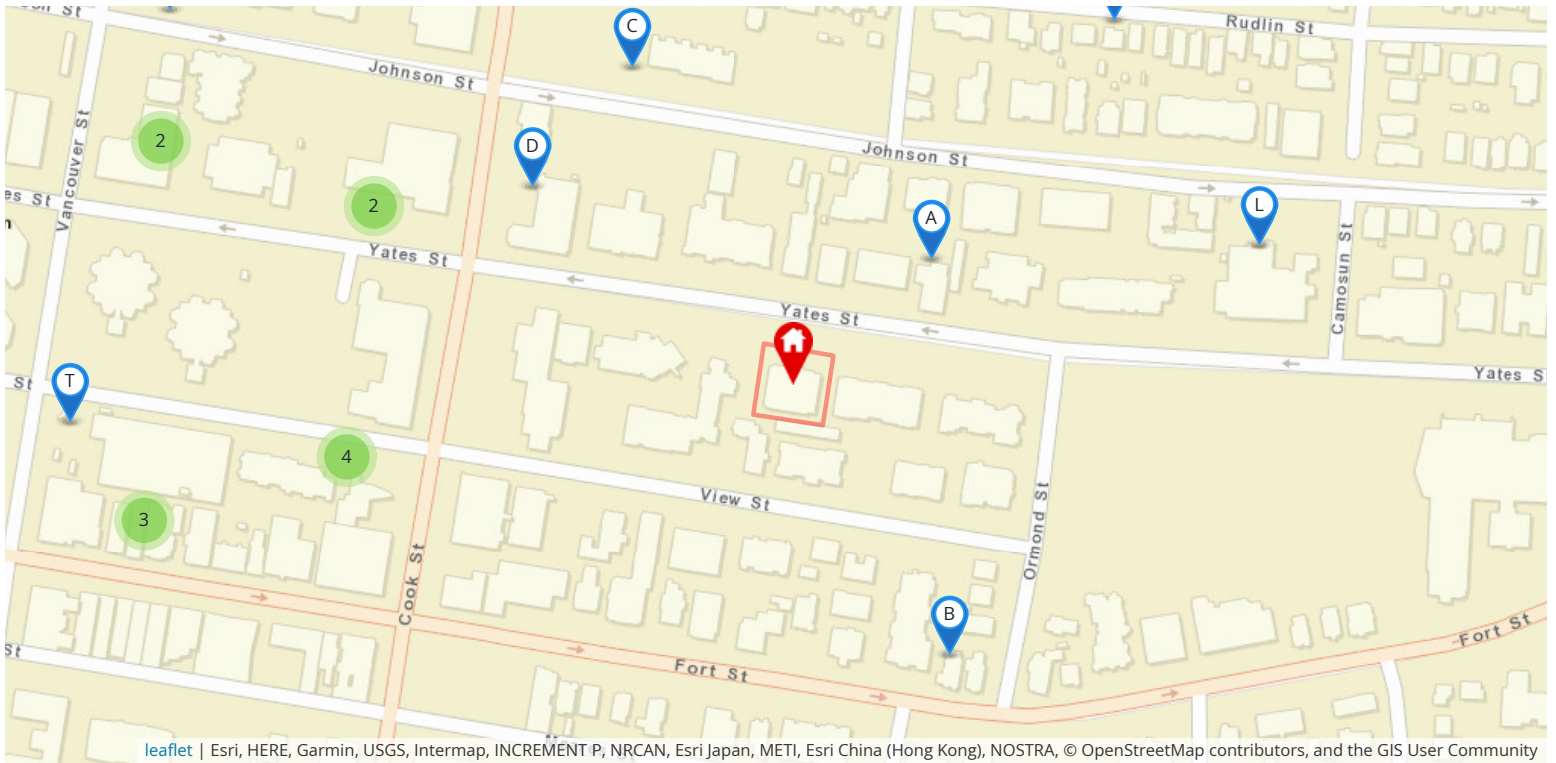 Rudlin St
C
Johnson St
Vancouver St
2
D
Johnson St
2
A
L
es St
Yates St
Camosun St
Yates St
St
T
Yates S
4
View St
3
Ormond St
Cook St
B
Fort St
Fort St
St
leaflet | Esri, HERE, Garmin, USGS, Intermap, INCREMENT P, NRCAN, Esri Japan, METI, Esri China (Hong Kong), NOSTRA, © OpenStreetMap contributors, and the GIS User Community